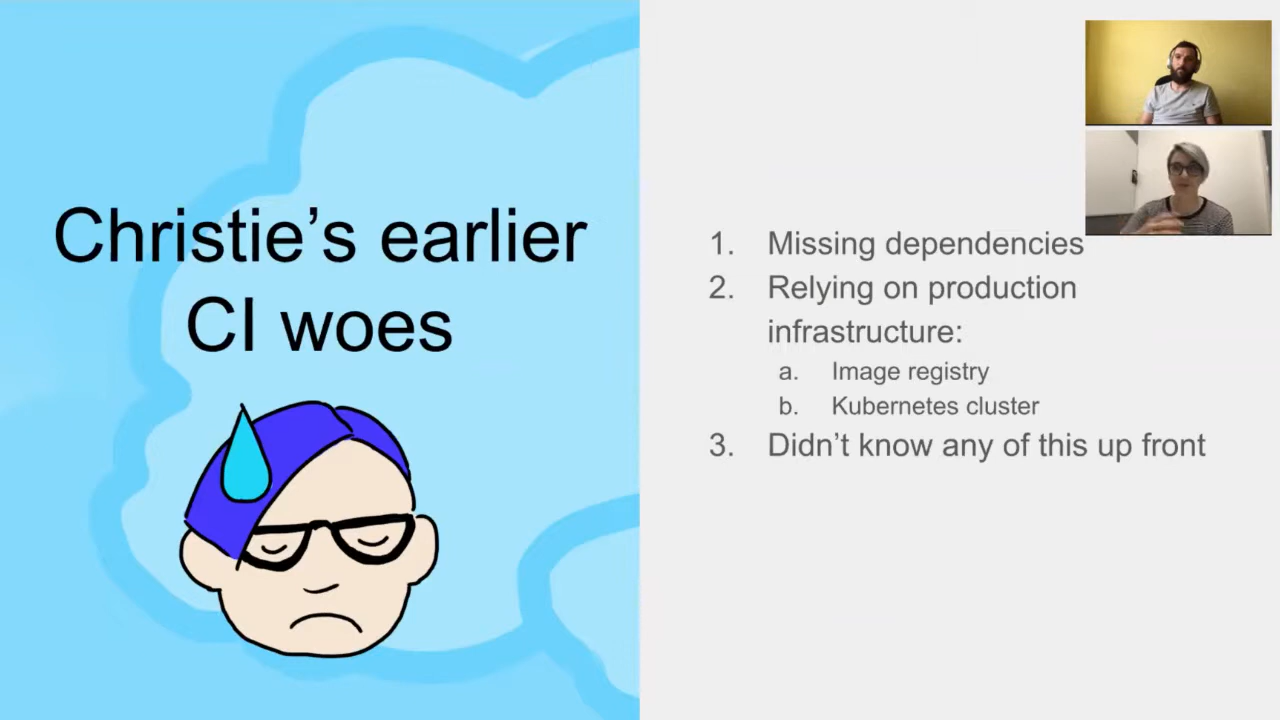 Christie’s earlier
CI woes
1. Missing dependencies
2. Relying on production
infrastructure:
a. Image registry
b. Kubernetes cluster
3. Didn’t know any of this up front